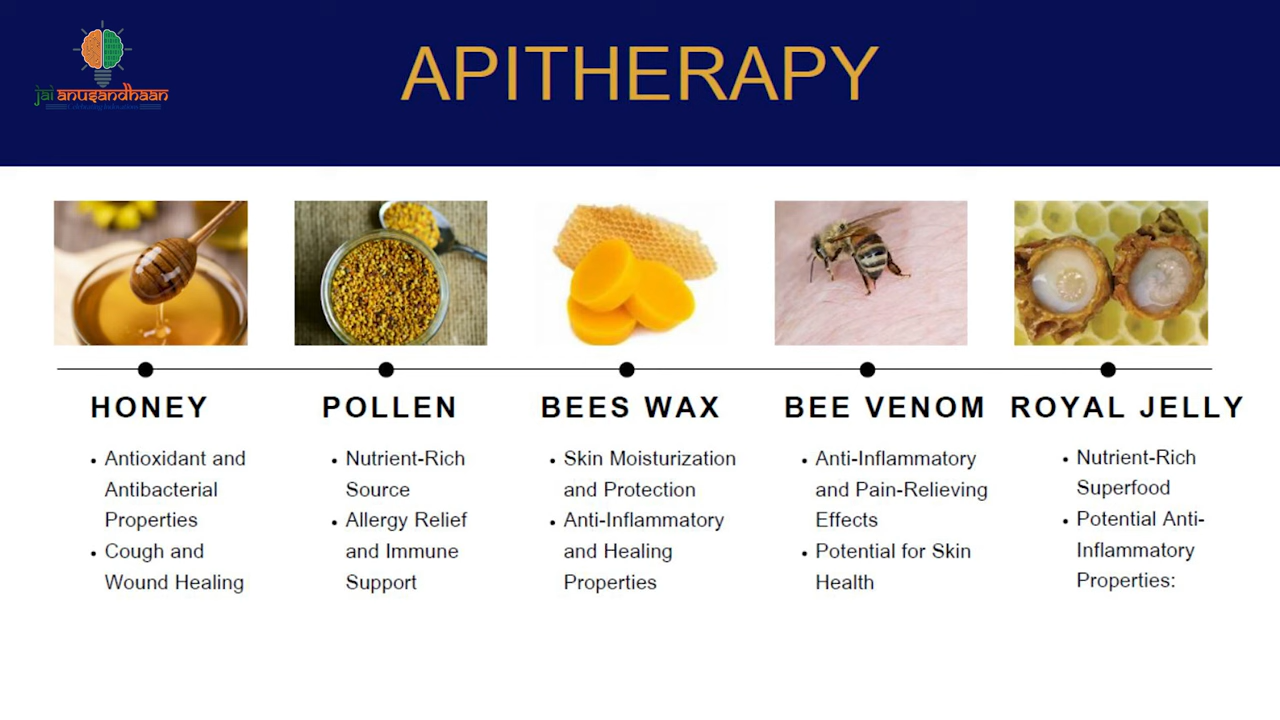 jai anusandhaan
APITHERAPY
HONEY
• Antioxidant and
Antibacterial
Properties
• Cough and
Wound Healing
POLLEN
• Nutrient-Rich
Source
• Allergy Relief
and Immune
Support
BEES WAX
• Skin Moisturization
and Protection
• Anti-Inflammatory
and Healing
Properties
BEE VENOM
• Anti-Inflammatory
and Pain-Relieving
Effects
• Potential for Skin
Health
ROYAL JELLY
• Nutrient-Rich
Superfood
• Potential Anti-
Inflammatory
Properties: